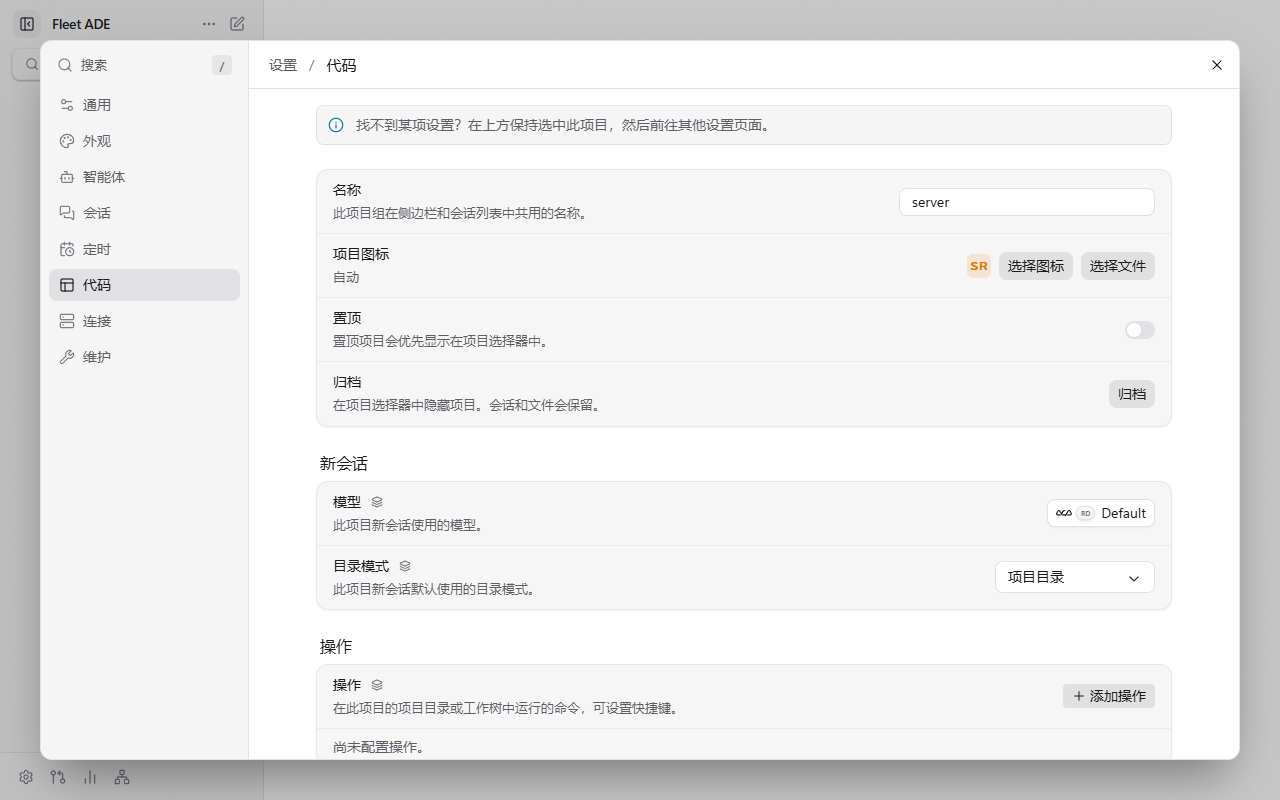 Fleet ADE
搜索
/
通用
外观
智能体
会话
定时
代码
连接
维护
设置 / 代码
找不到某项设置？在上方保持选中此项目，然后前往其他设置页面。
名称
此项目组在侧边栏和会话列表中共用的名称。
server
项目图标
自动
SR
选择图标
选择文件
置顶
置顶项目会优先显示在项目选择器中。
归档
在项目选择器中隐藏项目。会话和文件会保留。
归档
新会话
模型
此项目新会话使用的模型。
RD
Default
目录模式
此项目新会话默认使用的目录模式。
项目目录
操作
操作
在此项目的项目目录或工作树中运行的命令，可设置快捷键。
添加操作
尚未配置操作。